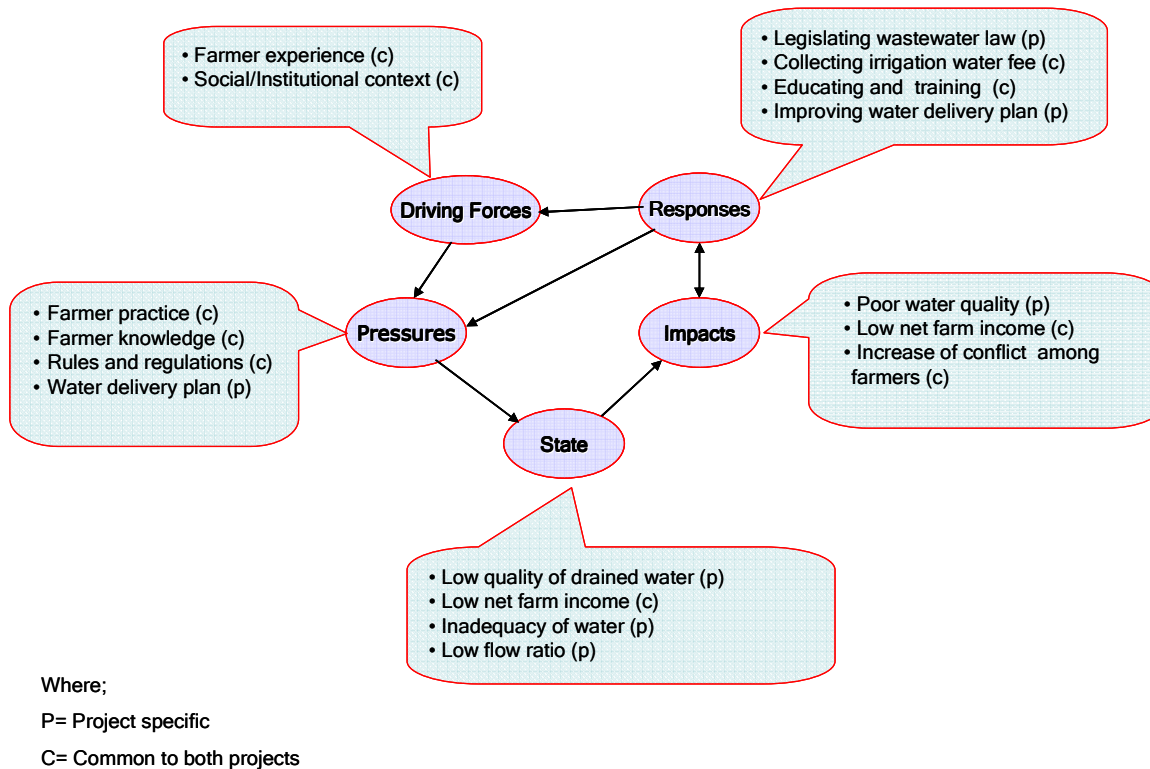 • Farmer experience (c)
• Social/Institutional context (c)
• Legislating wastewater law (p)
• Collecting irrigation water fee (c)
• Educating and training (c)
• Improving water delivery plan (p)
Driving Forces
Responses
• Farmer practice (c)
• Farmer knowledge (c)
• Rules and regulations (c)
• Water delivery plan (p)
Pressures
Impacts
• Poor water quality (p)
• Low net farm income (c)
• Increase of conflict among
farmers (c)
State
• Low quality of drained water (p)
• Low net farm income (c)
• Inadequacy of water (p)
• Low flow ratio (p)
Where;
P= Project specific
C= Common to both projects